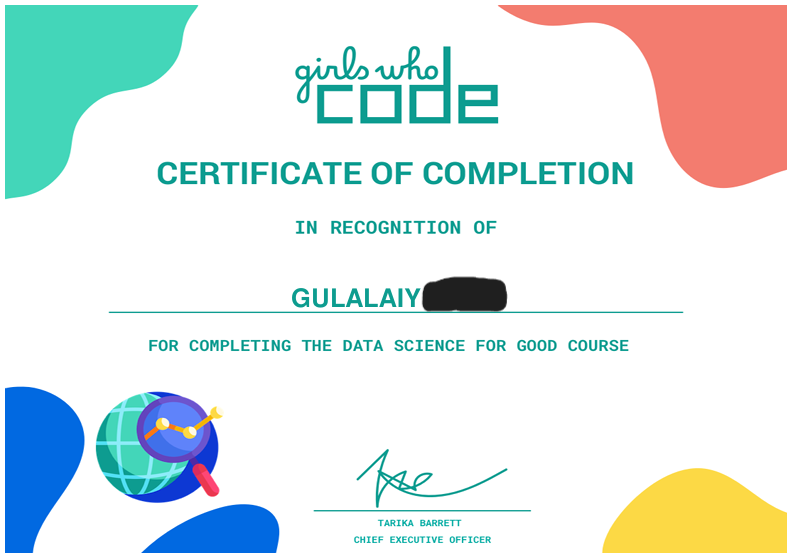 girls who
code
CERTIFICATE OF COMPLETION
IN RECOGNITION OF
GULALAIY
FOR COMPLETING THE DATA SCIENCE FOR GOOD COURSE
TARIKA BARRETT
CHIEF EXECUTIVE OFFICER